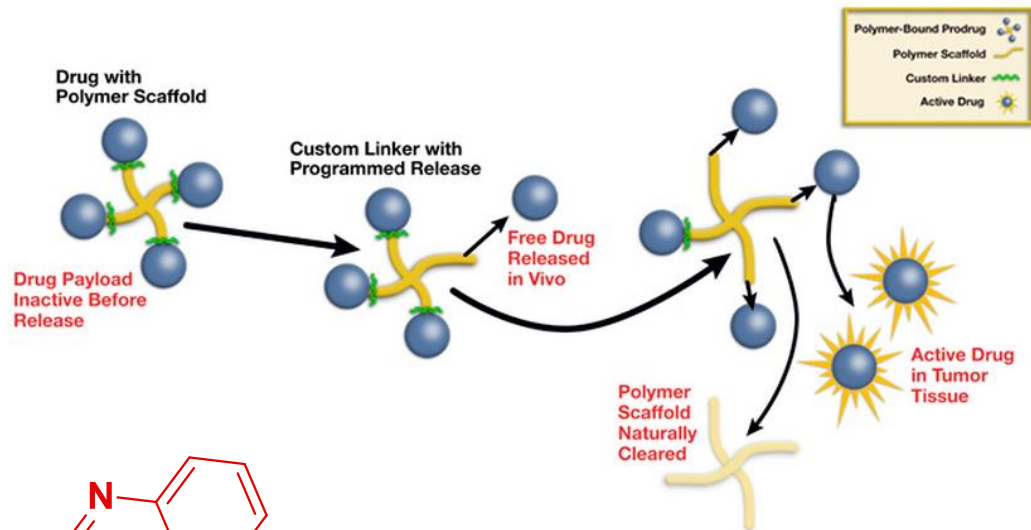 Polymer-Bound Prodrug
Polymer Scaffold
Custom Linker
Active Drug
Drug with
Polymer Scaffold
Custom Linker with
Programmed Release
Drug Payload
Inactive Before
Release
Free Drug
Released
in Vivo
Active Drug
in Tumor
Tissue
Polymer
Scaffold
Naturally
Cleared
N